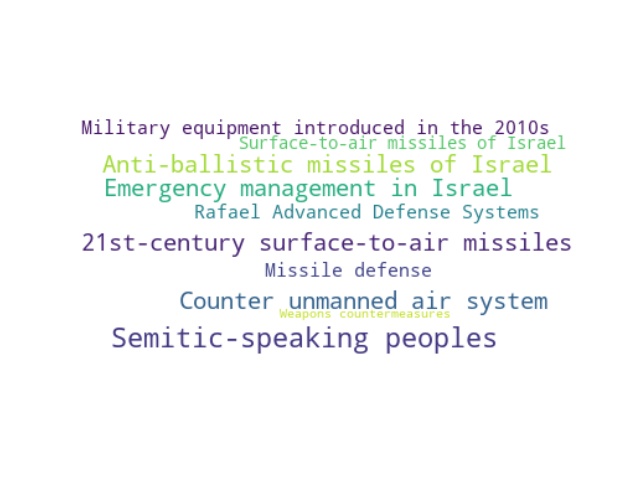 Military equipment introduced in the 2010s
Surface-to-air missiles of Israel
Anti-ballistic missiles of Israel
Emergency management in Israel
Rafael Advanced Defense Systems
21st-century surface-to-air missiles
Missile defense
Counter unmanned air system
Weapons countermeasures
Semitic-speaking peoples